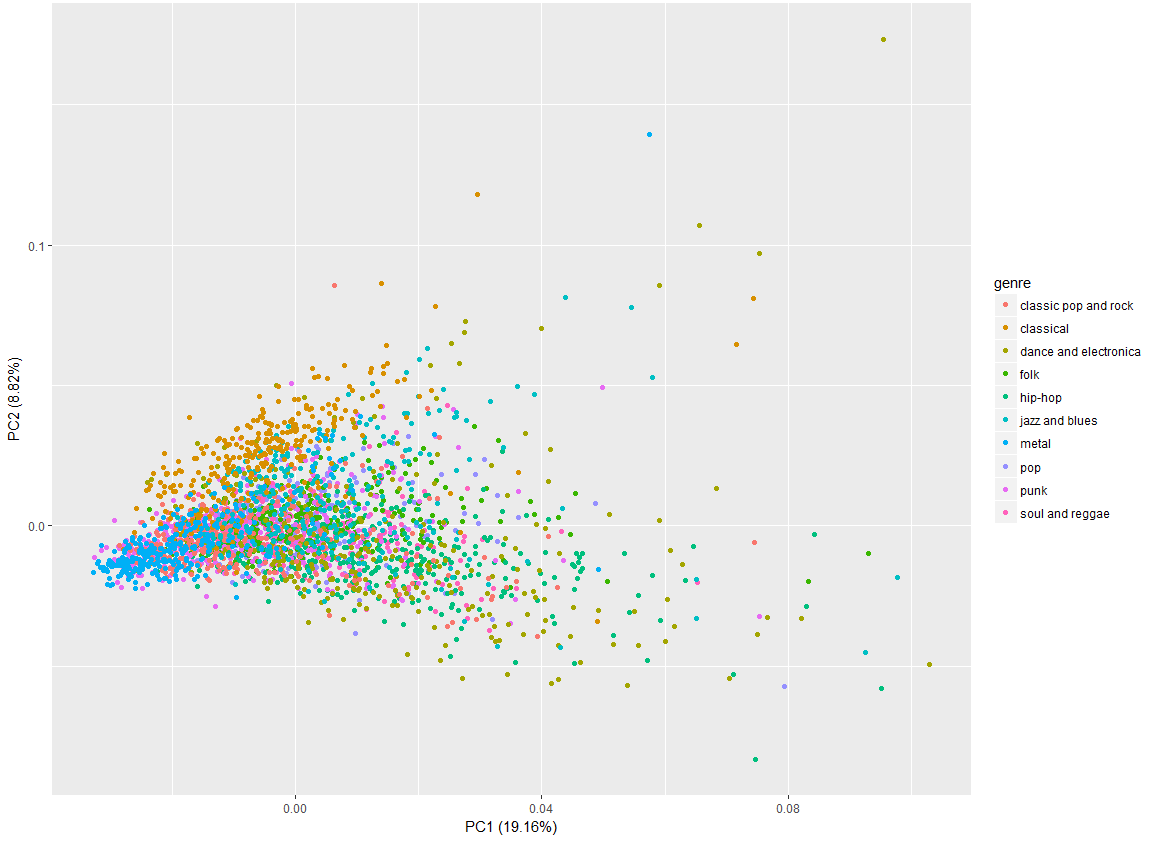 0.1
0.0
PC2 (8.82%)
0.00
0.04
0.08
PC1 (19.16%)
genre
classic pop and rock
classical
dance and electronica
folk
hip-hop
jazz and blues
metal
pop
punk
soul and reggae